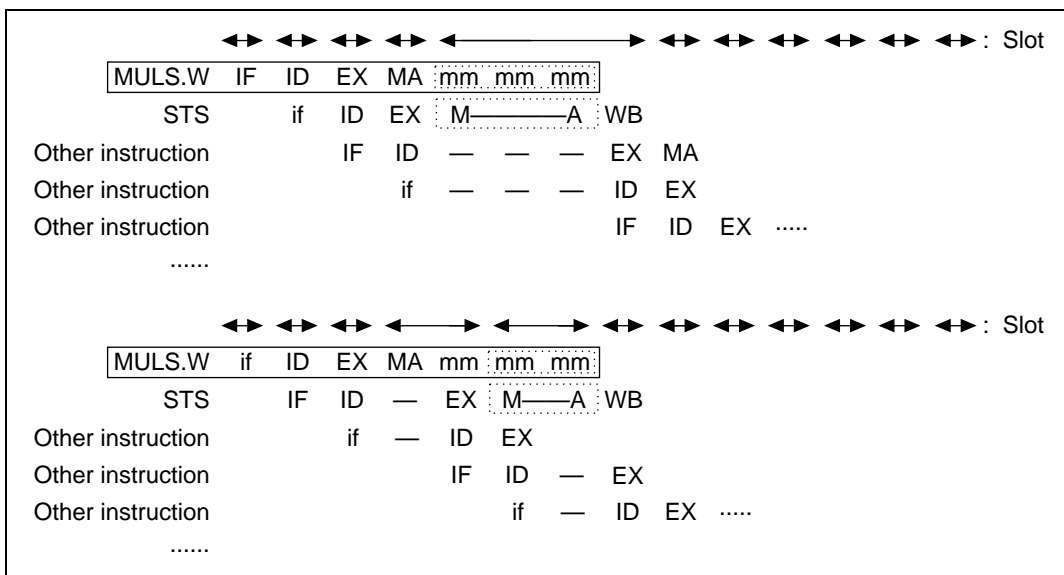 : Slot
MULS.W IF ID EX MA mm mm mm
STS if ID EX M————A WB
Other instruction IF ID — — — EX MA
Other instruction if — — — ID EX
Other instruction IF ID EX .....
......
: Slot
MULS.W if ID EX MA mm mm mm
STS IF ID — EX M——A WB
Other instruction if — ID EX
Other instruction IF ID — EX
Other instruction if — ID EX .....
......